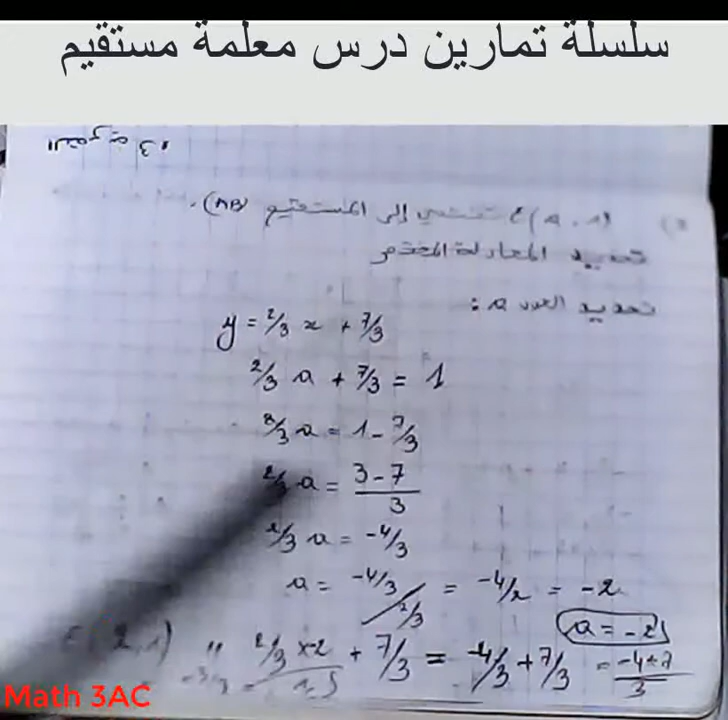 سلسلة تمارين درس معلمة مستقيم
التمرين 3:
E(a, 1) تنتمي إلى المستقيم (AB).
تحديد المعادلة المختصر
تحديد العدد a:
y = 2/3 x + 7/3
2/3 a + 7/3 = 1
2/3 a = 1 - 7/3
2/3 a = 3-7/3
2/3 a = -4/3
a = -4/3 / 2/3 = -4/2 = -2
a = -2
2/3 x-2 + 7/3 = -4/3 + 7/3 = -4+7/3
Math 3AC